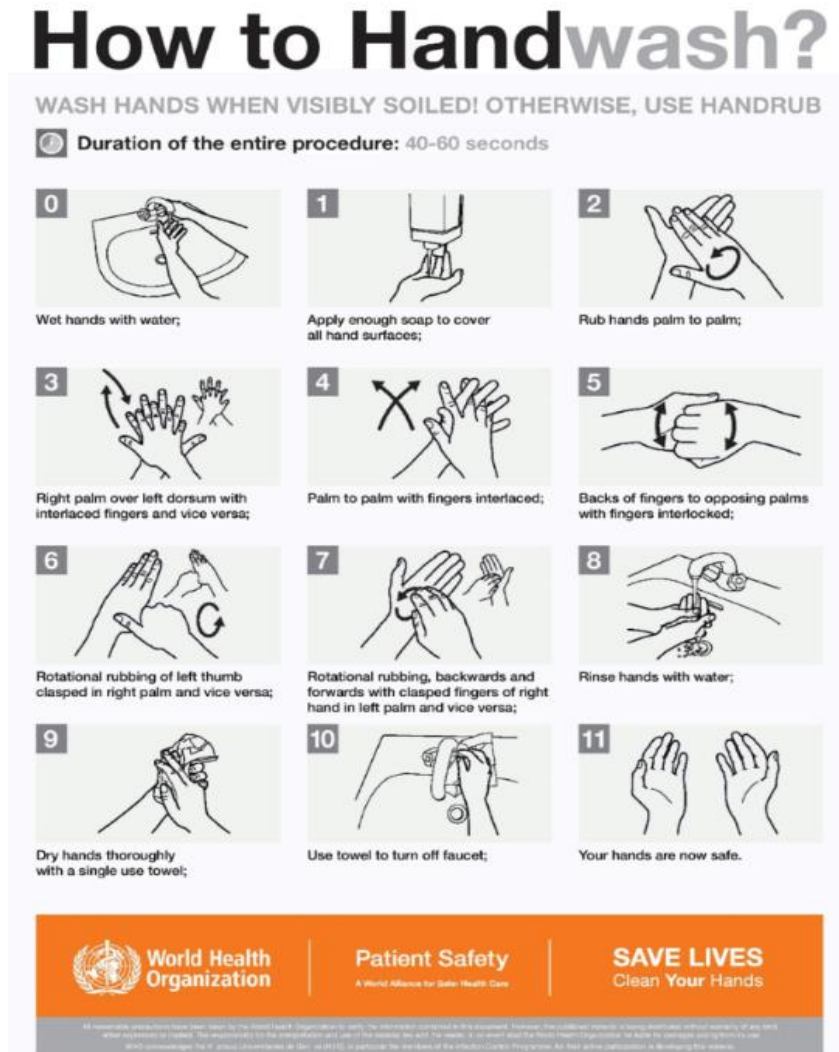 How to Handwash?
WASH HANDS WHEN VISIBLY SOILED! OTHERWISE, USE HANDRUB
Duration of the entire procedure: 40-60 seconds
0
Wet hands with water;
1
Apply enough soap to cover
all hand surfaces;
2
Rub hands palm to palm;
3
Right palm over left dorsum with
interlaced fingers and vice versa;
4
Palm to palm with fingers interlaced;
5
Backs of fingers to opposing palms
with fingers interlocked;
6
Rotational rubbing of left thumb
clasped in right palm and vice versa;
7
Rotational rubbing, backwards and
forwards with clasped fingers of right
hand in left palm and vice versa;
8
Rinse hands with water;
9
Dry hands thoroughly
with a single use towel;
10
Use towel to turn off faucet;
11
Your hands are now safe.
World Health
Organization
Patient Safety
A World Alliance for Safer Health Care
SAVE LIVES
Clean Your Hands